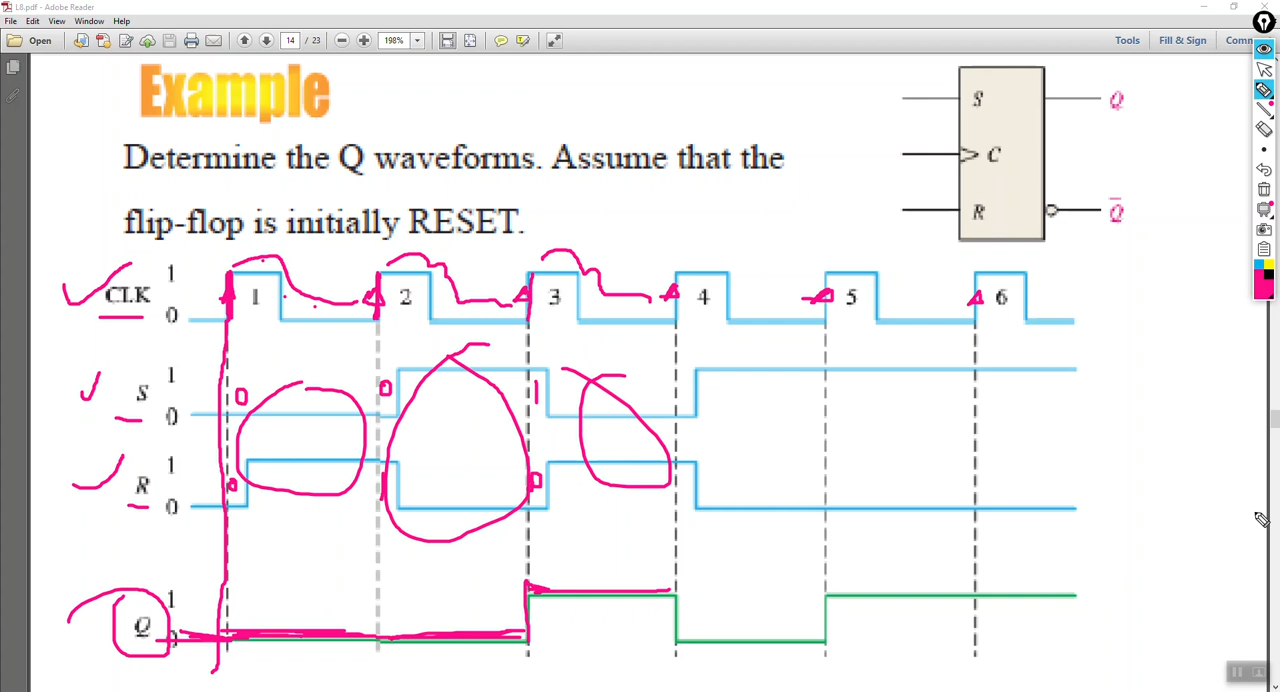 L8.pdf - Adobe Reader
File Edit View Window Help
Open 14 / 23 198% Tools Fill & Sign Comm
Example
Determine the Q waveforms. Assume that the
flip-flop is initially RESET.
S Q
C
R Q̅
1
CLK 1 2 3 4 5 6
0
1
S 0 0 1
0
1
R 0 1 0
0
1
Q
0